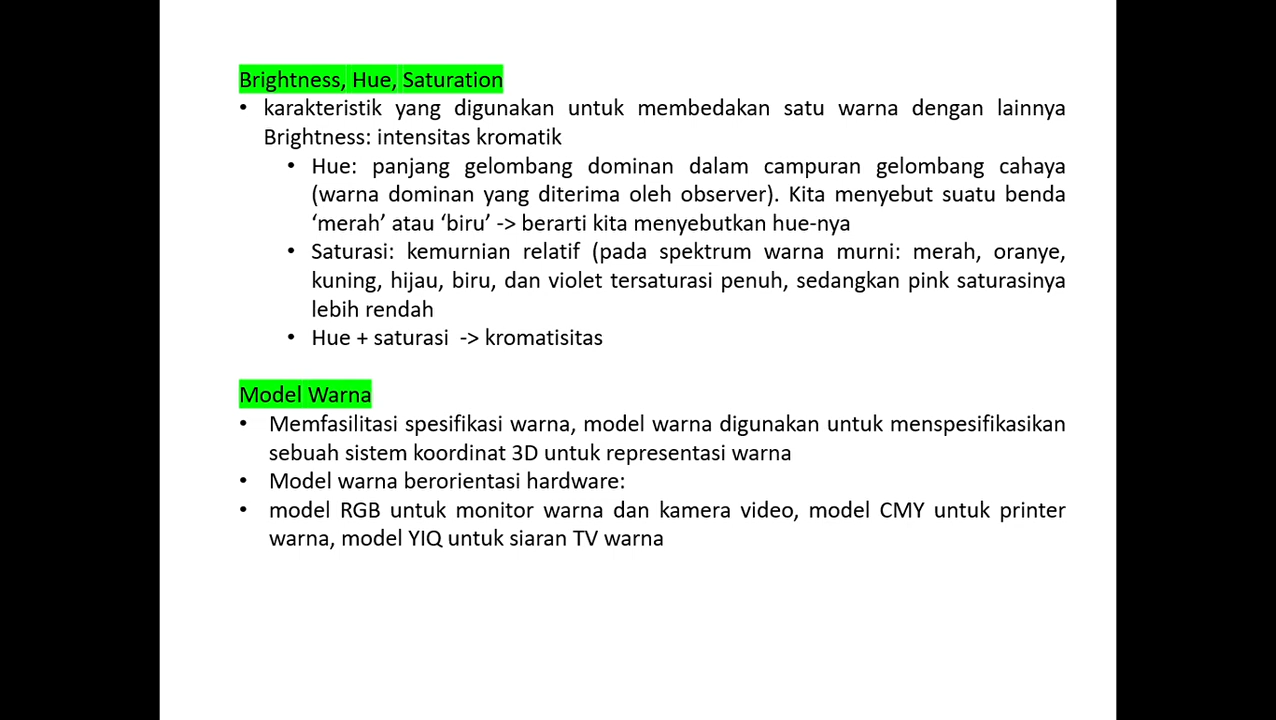 Brightness, Hue, Saturation
• karakteristik yang digunakan untuk membedakan satu warna dengan lainnya
Brightness: intensitas kromatik
• Hue: panjang gelombang dominan dalam campuran gelombang cahaya
(warna dominan yang diterima oleh observer). Kita menyebut suatu benda
‘merah’ atau ‘biru’ -> berarti kita menyebutkan hue-nya
• Saturasi: kemurnian relatif (pada spektrum warna murni: merah, oranye,
kuning, hijau, biru, dan violet tersaturasi penuh, sedangkan pink saturasinya
lebih rendah
• Hue + saturasi -> kromatisitas
Model Warna
• Memfasilitasi spesifikasi warna, model warna digunakan untuk menspesifikasikan
sebuah sistem koordinat 3D untuk representasi warna
• Model warna berorientasi hardware:
• model RGB untuk monitor warna dan kamera video, model CMY untuk printer
warna, model YIQ untuk siaran TV warna